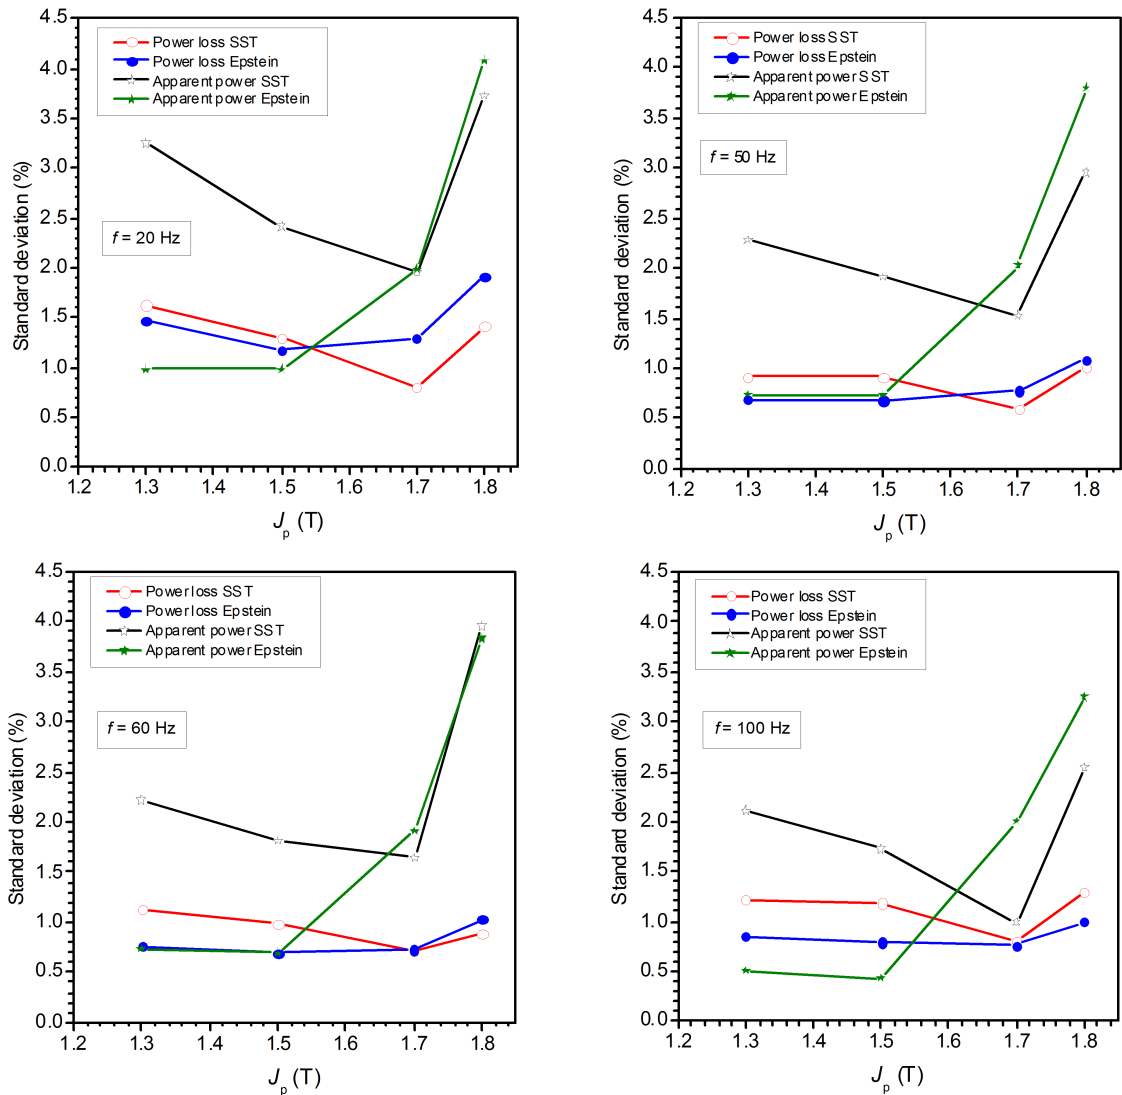 4.5
4.0
3.5
3.0
2.5
2.0
1.5
1.0
0.5
0.0
Standard deviation (%)
Power loss SST
Power loss Epstein
Apparent power SST
Apparent power Epstein
f = 20 Hz
1.2 1.3 1.4 1.5 1.6 1.7 1.8
Jp (T)
4.5
4.0
3.5
3.0
2.5
2.0
1.5
1.0
0.5
0.0
Standard deviation (%)
Power loss SST
Power loss Epstein
Apparent power SST
Apparent power Epstein
f = 50 Hz
1.2 1.3 1.4 1.5 1.6 1.7 1.8
Jp (T)
4.5
4.0
3.5
3.0
2.5
2.0
1.5
1.0
0.5
0.0
Standard deviation (%)
Power loss SST
Power loss Epstein
Apparent power SST
Apparent power Epstein
f = 60 Hz
1.2 1.3 1.4 1.5 1.6 1.7 1.8
Jp (T)
4.5
4.0
3.5
3.0
2.5
2.0
1.5
1.0
0.5
0.0
Standard deviation (%)
Power loss SST
Power loss Epstein
Apparent power SST
Apparent power Epstein
f = 100 Hz
1.2 1.3 1.4 1.5 1.6 1.7 1.8
Jp (T)